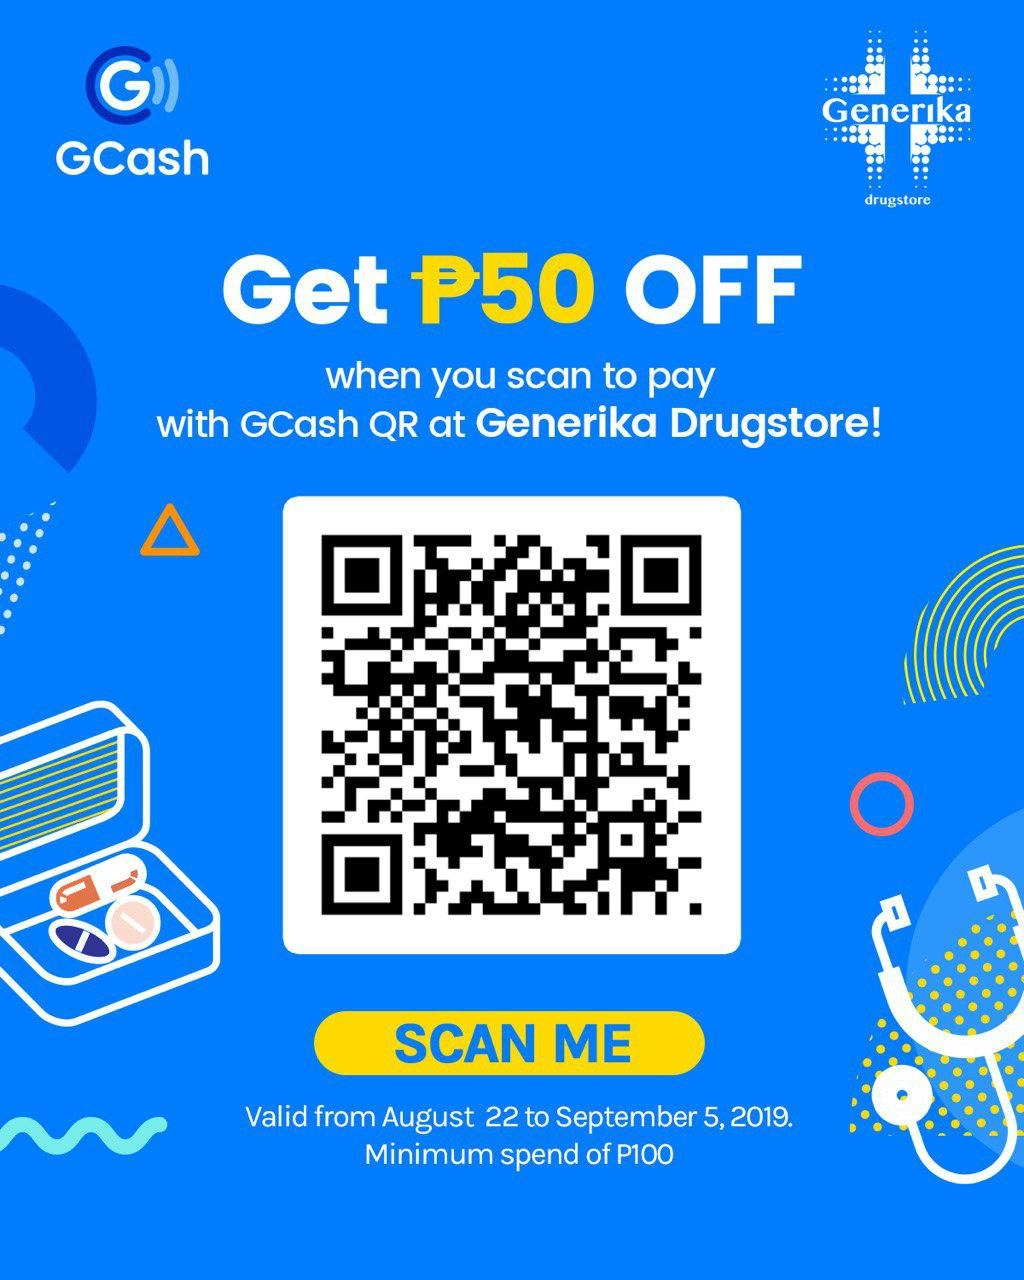 GCash
Generika
drugstore
Get ₱50 OFF
when you scan to pay
with GCash QR at Generika Drugstore!
SCAN ME
Valid from August 22 to September 5, 2019.
Minimum spend of P100